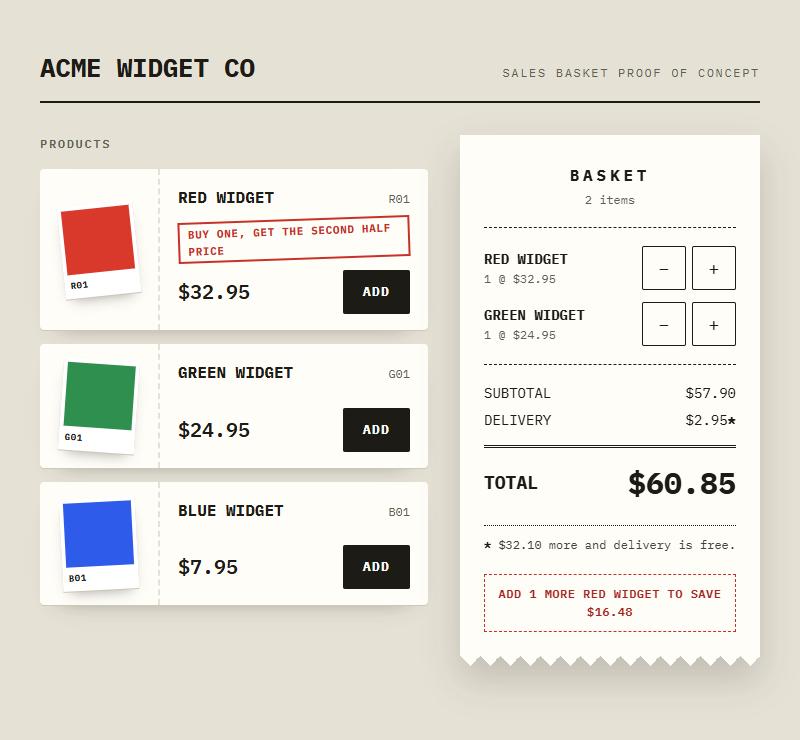 ACME WIDGET CO
SALES BASKET PROOF OF CONCEPT
PRODUCTS
R01
RED WIDGET
R01
BUY ONE, GET THE SECOND HALF
PRICE
$32.95
ADD
G01
GREEN WIDGET
G01
$24.95
ADD
B01
BLUE WIDGET
B01
$7.95
ADD
BASKET
2 items
RED WIDGET
1 @ $32.95
− +
GREEN WIDGET
1 @ $24.95
− +
SUBTOTAL $57.90
DELIVERY $2.95*
TOTAL $60.85
* $32.10 more and delivery is free.
ADD 1 MORE RED WIDGET TO SAVE
$16.48